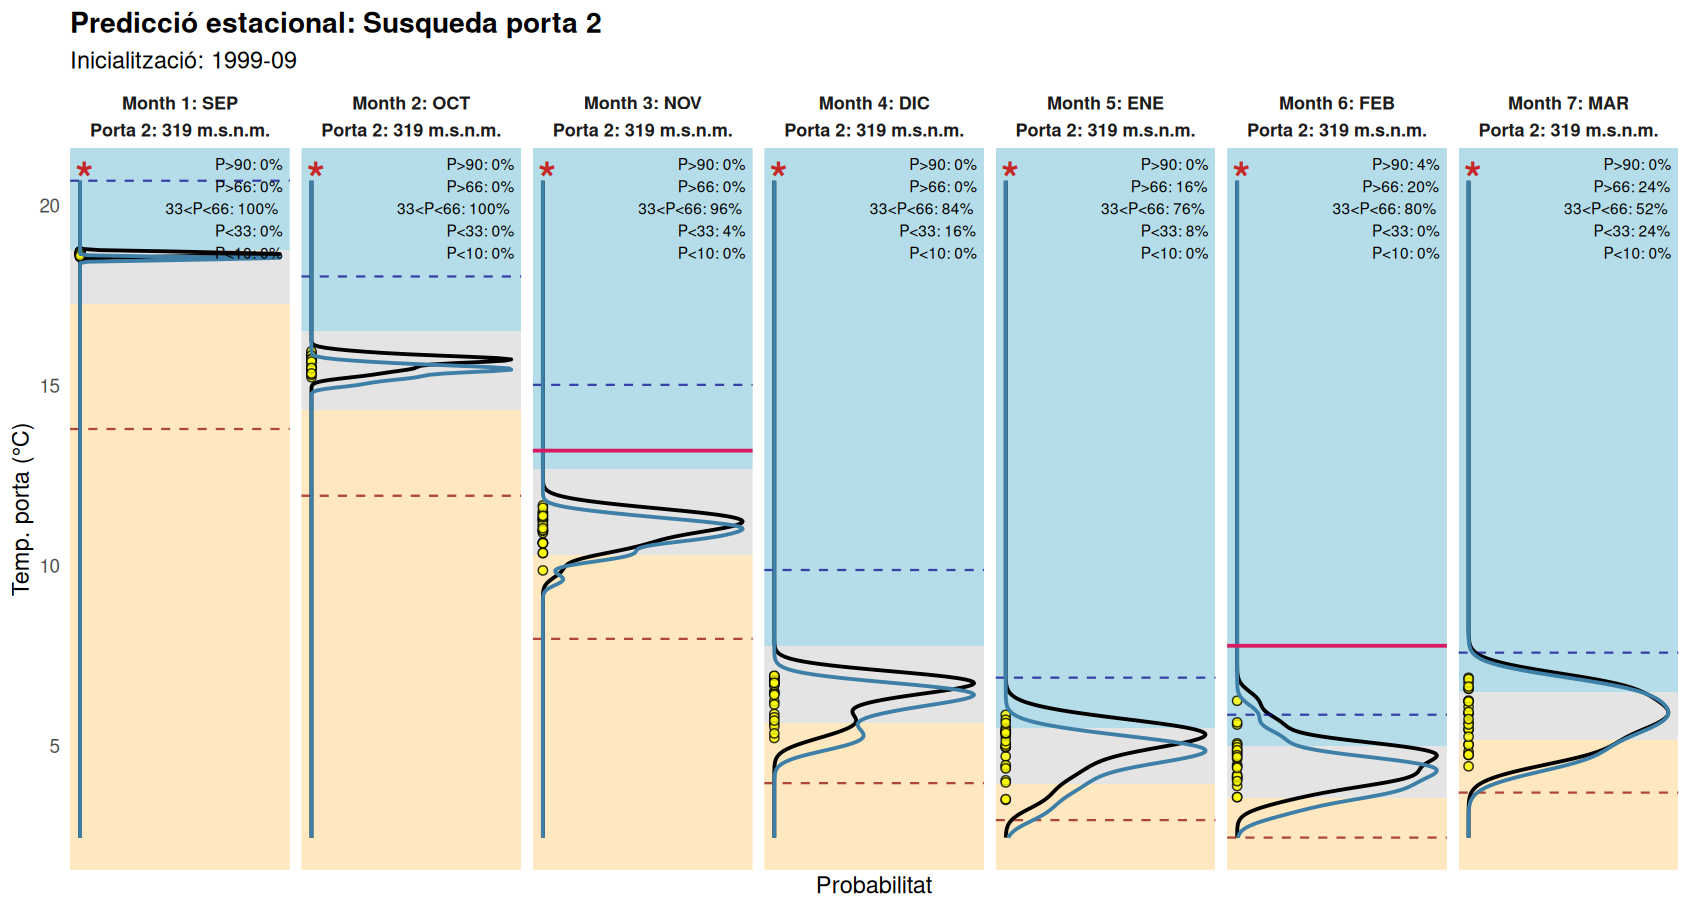 Predicció estacional: Susqueda porta 2
Inicialització: 1999-09
Month 1: SEP
Porta 2: 319 m.s.n.m.
Month 2: OCT
Porta 2: 319 m.s.n.m.
Month 3: NOV
Porta 2: 319 m.s.n.m.
Month 4: DIC
Porta 2: 319 m.s.n.m.
Month 5: ENE
Porta 2: 319 m.s.n.m.
Month 6: FEB
Porta 2: 319 m.s.n.m.
Month 7: MAR
Porta 2: 319 m.s.n.m.
*
P>90: 0%
P>66: 0%
33<P<66: 100%
P<33: 0%
P<10: 0%
*
P>90: 0%
P>66: 0%
33<P<66: 100%
P<33: 0%
P<10: 0%
*
P>90: 0%
P>66: 0%
33<P<66: 96%
P<33: 4%
P<10: 0%
*
P>90: 0%
P>66: 0%
33<P<66: 84%
P<33: 16%
P<10: 0%
*
P>90: 0%
P>66: 16%
33<P<66: 76%
P<33: 8%
P<10: 0%
*
P>90: 4%
P>66: 20%
33<P<66: 80%
P<33: 0%
P<10: 0%
*
P>90: 0%
P>66: 24%
33<P<66: 52%
P<33: 24%
P<10: 0%
20
15
10
5
Temp. porta (°C)
Probabilitat